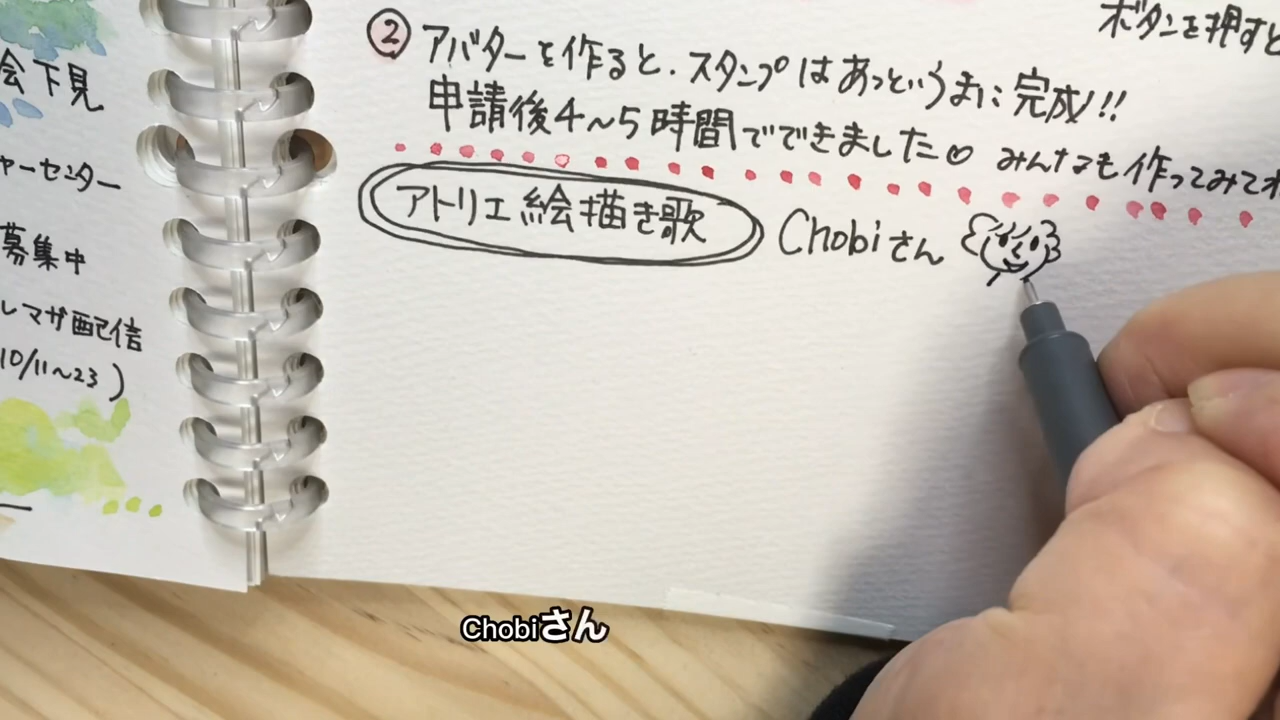 会下見
ャーセンター
募集中
レマガ配信
10/11〜23)
ボタンを押すと
② アバターを作ると、スタンプはあっというまに完成!!
申請後4〜5時間でできました♡ みんなも作ってみてね
アトリエ絵描き歌 Chobiさん
Chobiさん